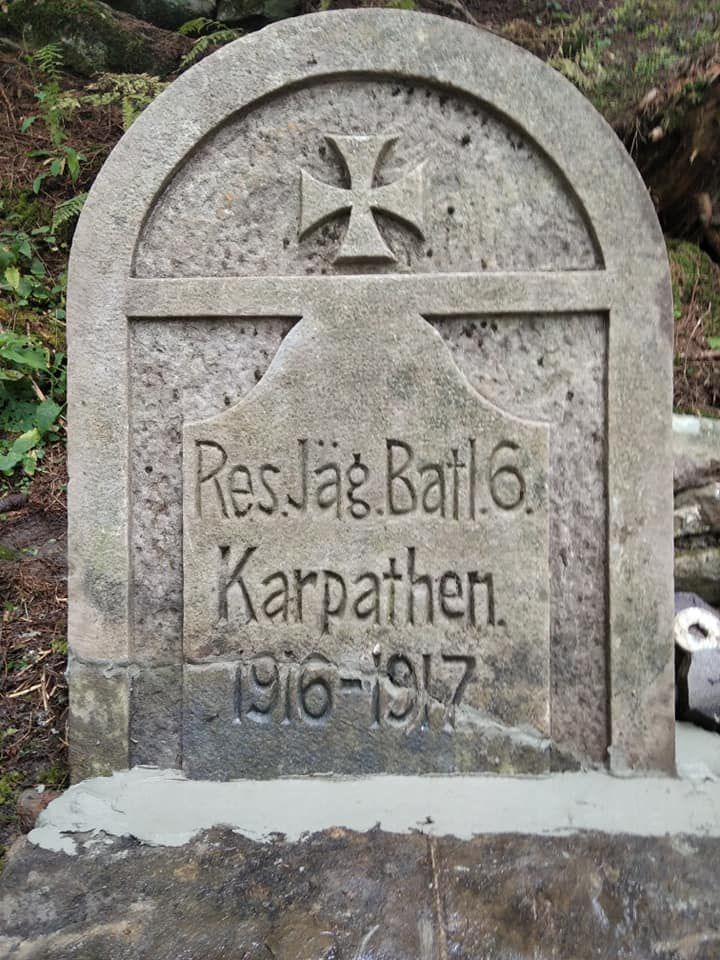 Res. Jäg. Batl. 6.
Karpathen.
1916-1917